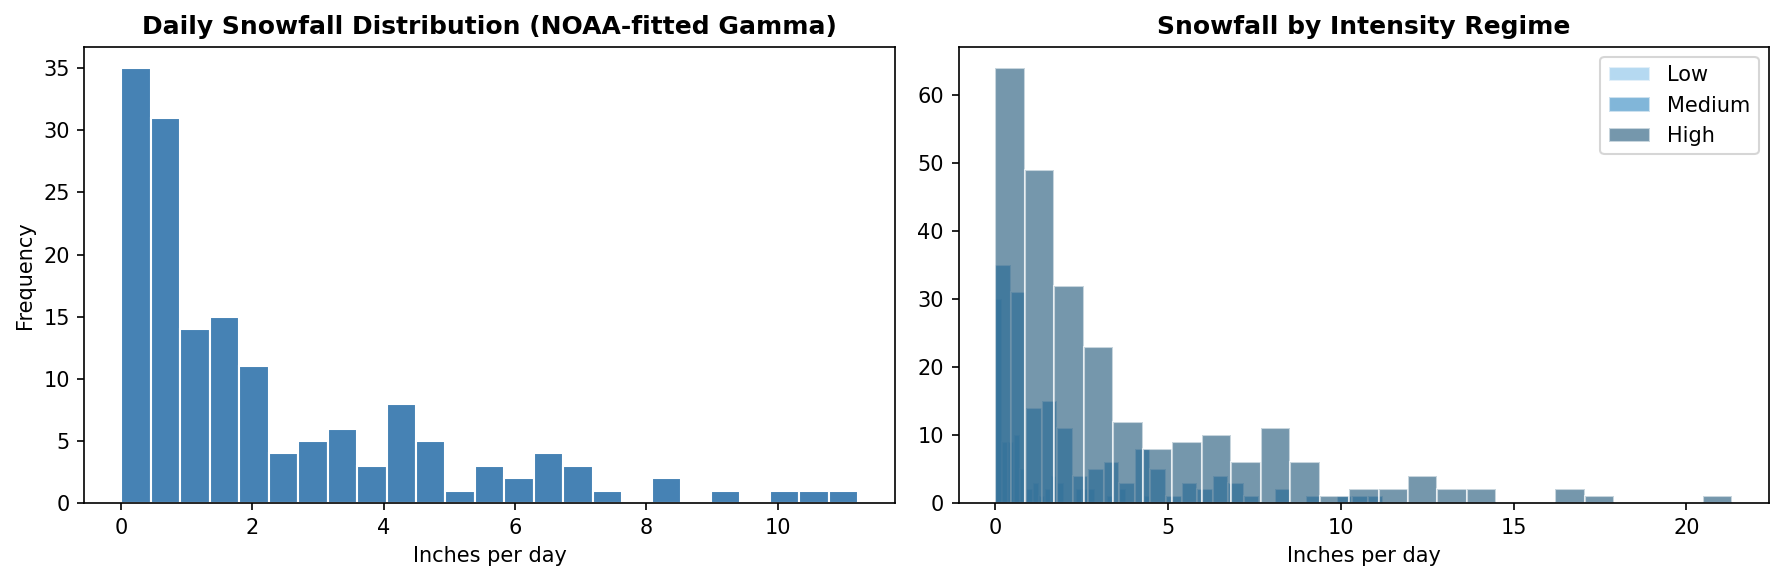 Daily Snowfall Distribution (NOAA-fitted Gamma)
Frequency
35
30
25
20
15
10
5
0
0 2 4 6 8 10
Inches per day
Snowfall by Intensity Regime
Low
Medium
High
60
50
40
30
20
10
0
0 5 10 15 20
Inches per day